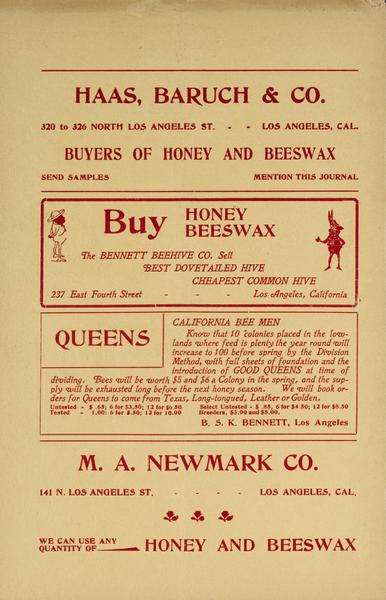 HAAS, BARUCH & CO.
320 to 326 NORTH LOS ANGELES ST. - - LOS ANGELES, CAL.
BUYERS OF HONEY AND BEESWAX
SEND SAMPLES MENTION THIS JOURNAL
Buy HONEY
BEESWAX
The BENNETT BEEHIVE CO. Sell
BEST DOVETAILED HIVE
CHEAPEST COMMON HIVE
237 East Fourth Street - - - - Los Angeles, California
QUEENS
CALIFORNIA BEE MEN
Know that 10 colonies placed in the low-
lands where feed is plenty the year round will
increase to 100 before spring by the Division
Method, with full sheets of foundation and the
introduction of GOOD QUEENS at time of
dividing. Bees will be worth $5 and $6 a Colony in the spring, and the sup-
ply will be exhausted long before the next honey season. We will book or-
ders for Queens to come from Texas, Long-tongued, Leather or Golden.
Untested - $ .65; 6 for $3.50; 12 for $6.50 Select Untested - $ .85, 6 for $4.50; 12 for $8.50
Tested - 1.00; 6 for 5.50; 12 for 10.00 Breeders, $3.00 and $5.00.
B. S. K. BENNETT, Los Angeles
M. A. NEWMARK CO.
141 N. LOS ANGELES ST. - - - - LOS ANGELES, CAL.
WE CAN USE ANY
QUANTITY OF HONEY AND BEESWAX